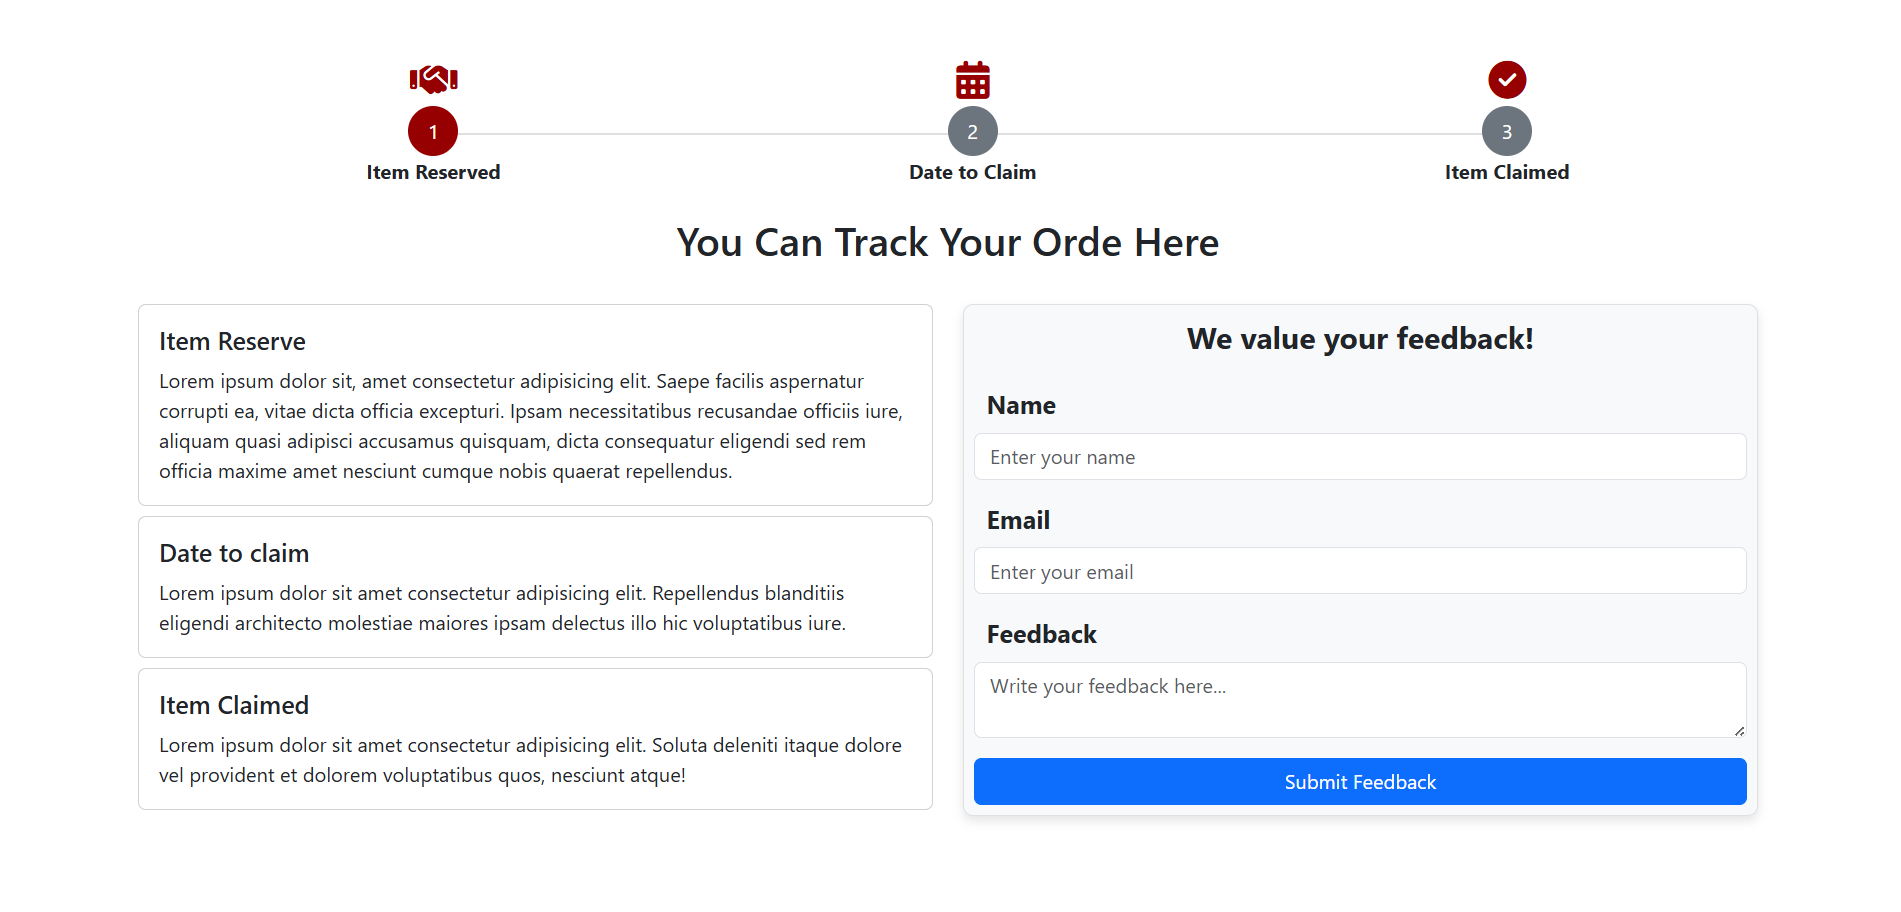 1
2
3
Item Reserved
Date to Claim
Item Claimed
You Can Track Your Orde Here
Item Reserve
Lorem ipsum dolor sit, amet consectetur adipisicing elit. Saepe facilis aspernatur
corrupti ea, vitae dicta officia excepturi. Ipsam necessitatibus recusandae officiis iure,
aliquam quasi adipisci accusamus quisquam, dicta consequatur eligendi sed rem
officia maxime amet nesciunt cumque nobis quaerat repellendus.
Date to claim
Lorem ipsum dolor sit amet consectetur adipisicing elit. Repellendus blanditiis
eligendi architecto molestiae maiores ipsam delectus illo hic voluptatibus iure.
Item Claimed
Lorem ipsum dolor sit amet consectetur adipisicing elit. Soluta deleniti itaque dolore
vel provident et dolorem voluptatibus quos, nesciunt atque!
We value your feedback!
Name
Enter your name
Email
Enter your email
Feedback
Write your feedback here...
Submit Feedback